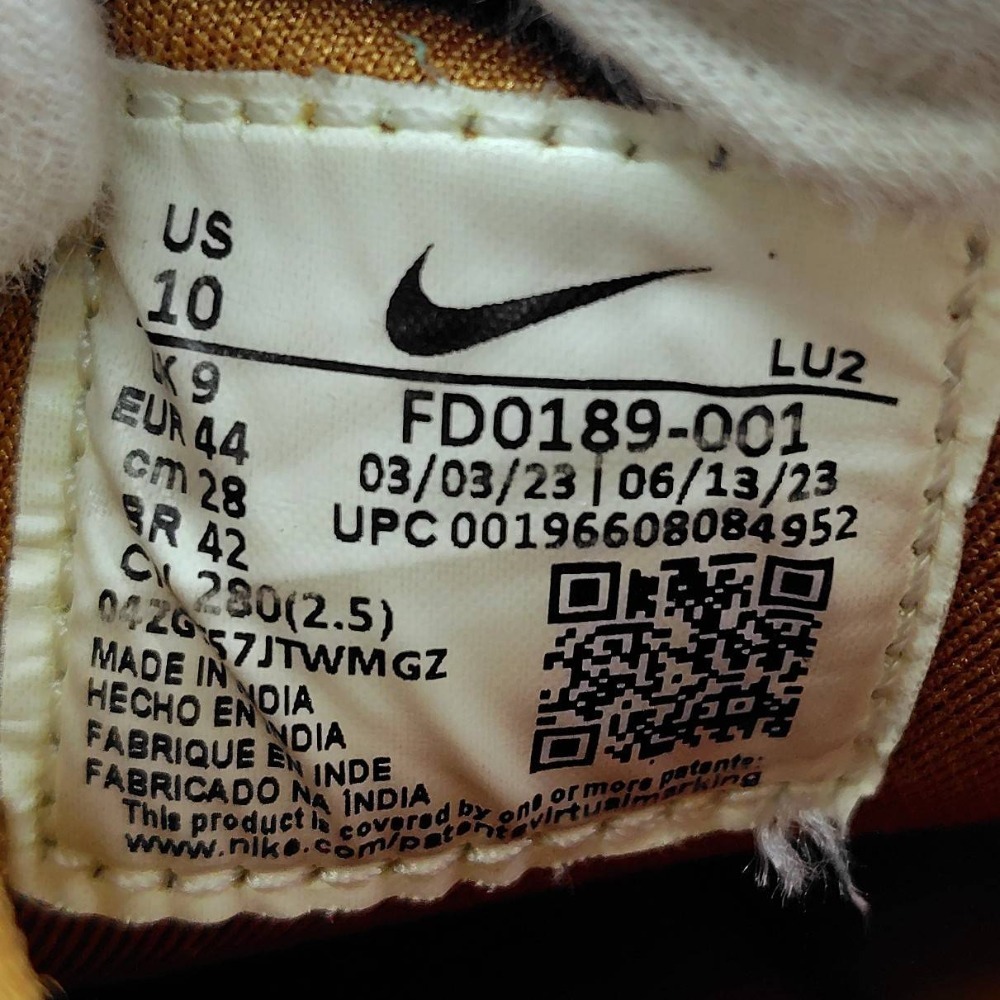 US
10
UK 9
EUR 44
cm 28
BR 42
CN 280(2.5)
LU2
FD0189-001
03/03/23 | 06/13/23
UPC 00196608084952
MADE IN INDIA
HECHO EN INDIA
FABRIQUE EN INDE
FABRICADO NA ÍNDIA
This product is covered by one or more patents:
www.nike.com/patentsvirtualmarking